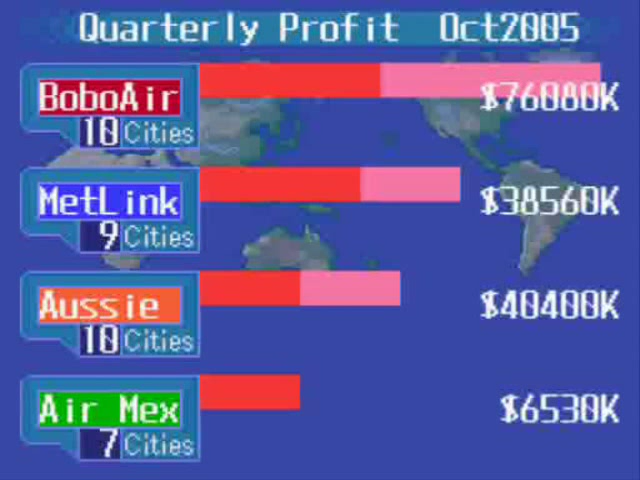 Quarterly Profit Oct2005
BoboAir
10 Cities
$76080K
MetLink
9 Cities
$38560K
Aussie
10 Cities
$40400K
Air Mex
7 Cities
$6530K